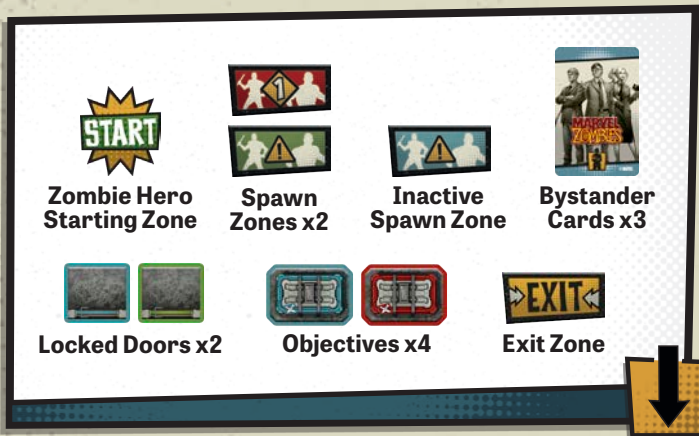 START
Zombie Hero
Starting Zone
1
Spawn
Zones x2
Inactive
Spawn Zone
MARVEL
ZOMBIES
Bystander
Cards x3
Locked Doors x2
Objectives x4
EXIT
Exit Zone